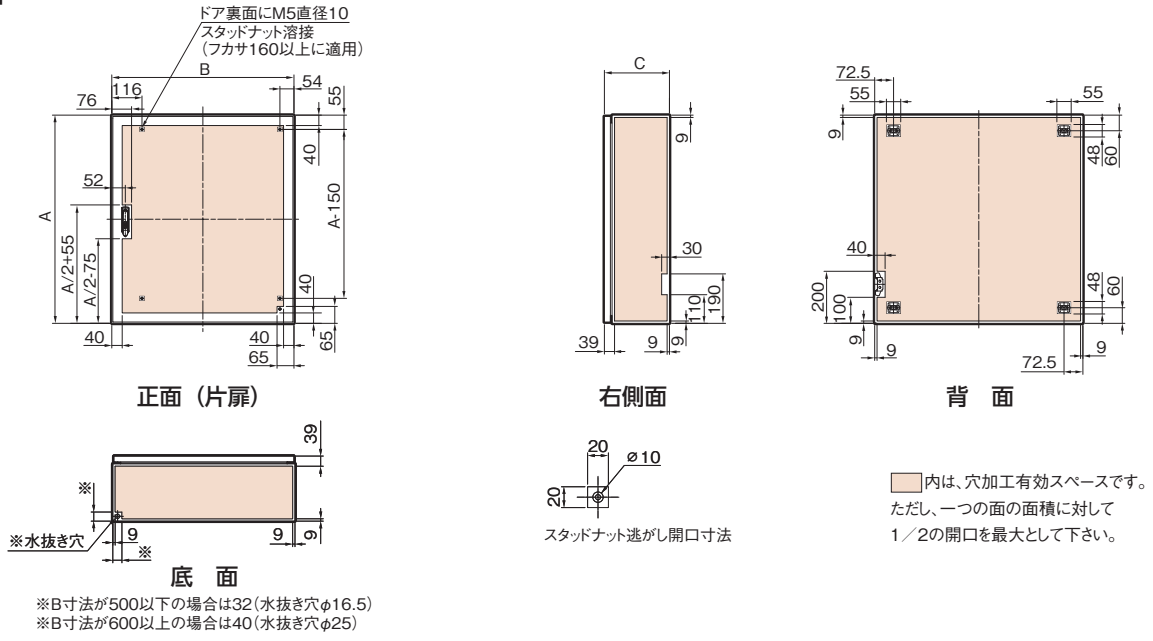 ドア裏面にM5直径10
スタッドナット溶接
(フカサ160以上に適用)
B
116
54
76
55
40
52
A
A/2+55
A/2-75
A-150
40
40
40
65
65
正面（片扉）
C
9
30
110
190
39
9
9
右側面
72.5
55
55
9
48
60
40
200
100
48
60
9
9
9
72.5
背　面
39
※
※水抜き穴
9
※
9
9
底　面
※B寸法が500以下の場合は32(水抜き穴φ16.5)
※B寸法が600以上の場合は40(水抜き穴φ25)
20
ø10
20
スタッドナット逃がし開口寸法
内は、穴加工有効スペースです。
ただし、一つの面の面積に対して
1／2の開口を最大として下さい。